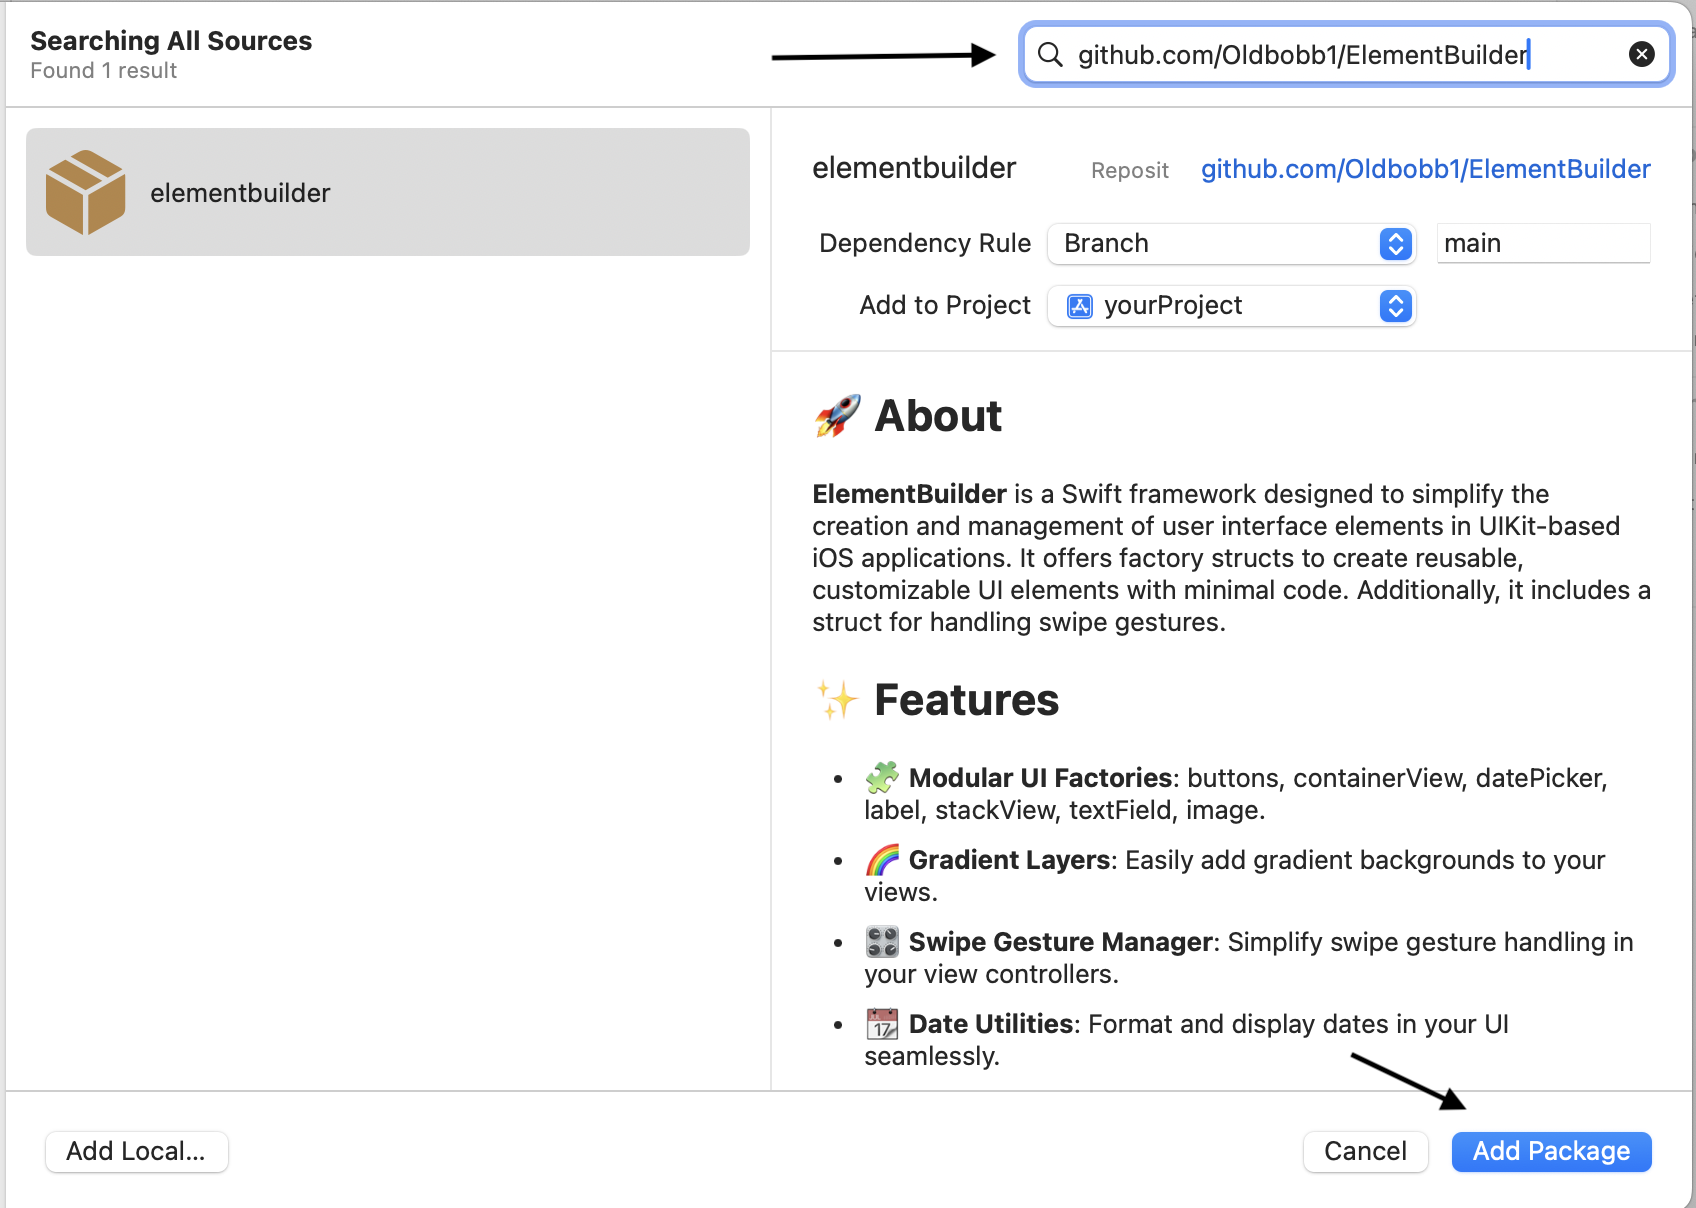 Searching All Sources
Found 1 result
github.com/Oldbobb1/ElementBuilder
elementbuilder
elementbuilder
Reposit
github.com/Oldbobb1/ElementBuilder
Dependency Rule
Branch
main
Add to Project
yourProject
🚀 About
ElementBuilder is a Swift framework designed to simplify the
creation and management of user interface elements in UIKit-based
iOS applications. It offers factory structs to create reusable,
customizable UI elements with minimal code. Additionally, it includes a
struct for handling swipe gestures.
✨ Features
• 🧩 Modular UI Factories: buttons, containerView, datePicker,
label, stackView, textField, image.
• 🌈 Gradient Layers: Easily add gradient backgrounds to your
views.
• 🎛️ Swipe Gesture Manager: Simplify swipe gesture handling in
your view controllers.
• 📆 Date Utilities: Format and display dates in your UI
seamlessly.
Add Local...
Cancel
Add Package